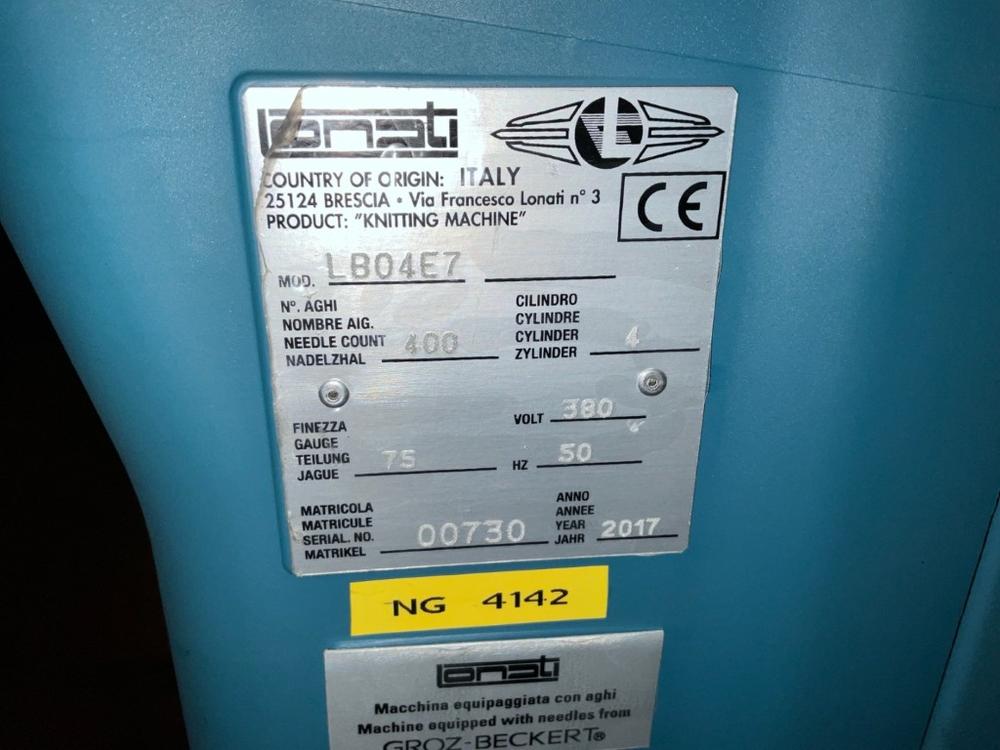 Lonati
L
COUNTRY OF ORIGIN: ITALY
25124 BRESCIA • Via Francesco Lonati n° 3
PRODUCT: "KNITTING MACHINE"
CE
MOD. LB04E7
N°. AGHI
NOMBRE AIG.
NEEDLE COUNT 400
NADELZHAL
CILINDRO
CYLINDRE
CYLINDER 4
ZYLINDER
FINEZZA
GAUGE
TEILUNG 75
JAGUE
VOLT 380
HZ 50
MATRICOLA
MATRICULE
SERIAL. NO. 00730
MATRIKEL
ANNO
ANNEE
YEAR 2017
JAHR
NG 4142
Lonati
Macchina equipaggiata con aghi
Machine equipped with needles from
GROZ-BECKERT®